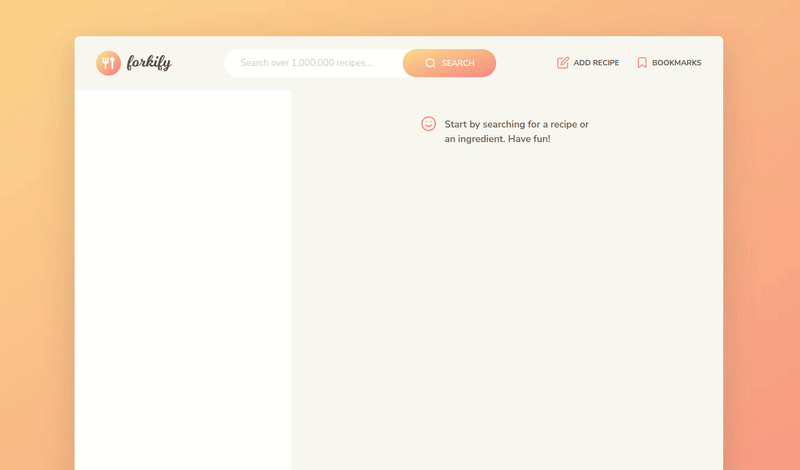 forkify
Search over 1,000,000 recipes...
SEARCH
ADD RECIPE
BOOKMARKS
Start by searching for a recipe or
an ingredient. Have fun!